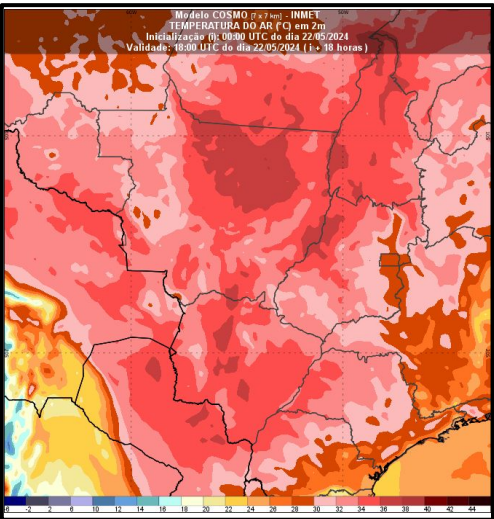 Modelo COSMO [7 x 7 km] - INMET
TEMPERATURA DO AR (°C) em 2m
Inicialização (i): 00:00 UTC do dia 22/05/2024
Validade: 18:00 UTC do dia 22/05/2024 ( i + 18 horas )
-6 -2 2 6 10 12 14 16 18 20 22 24 26 28 30 32 34 36 38 40 42 44